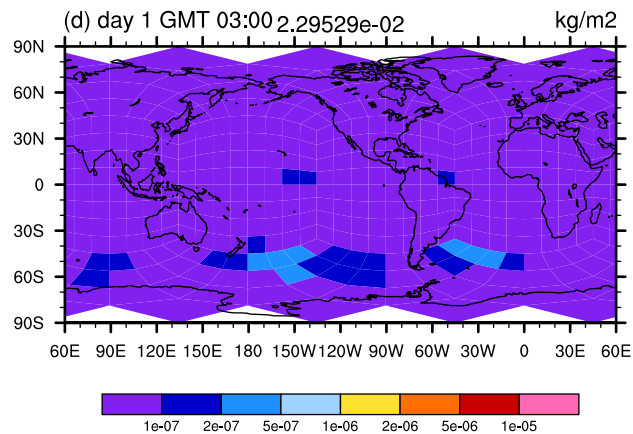 (d) day 1 GMT 03:00 2.29529e-02 kg/m2
90N
60N
30N
0
30S
60S
90S
60E 90E 120E 150E 180 150W 120W 90W 60W 30W 0 30E 60E
1e-07 2e-07 5e-07 1e-06 2e-06 5e-06 1e-05